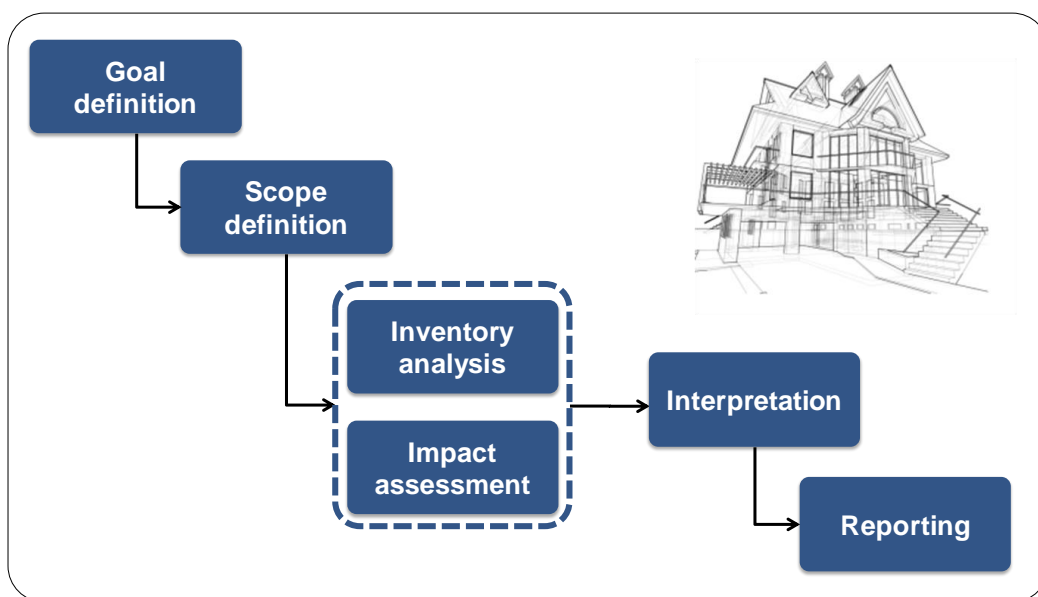 Goal
definition
Scope
definition
Inventory
analysis
Impact
assessment
Interpretation
Reporting